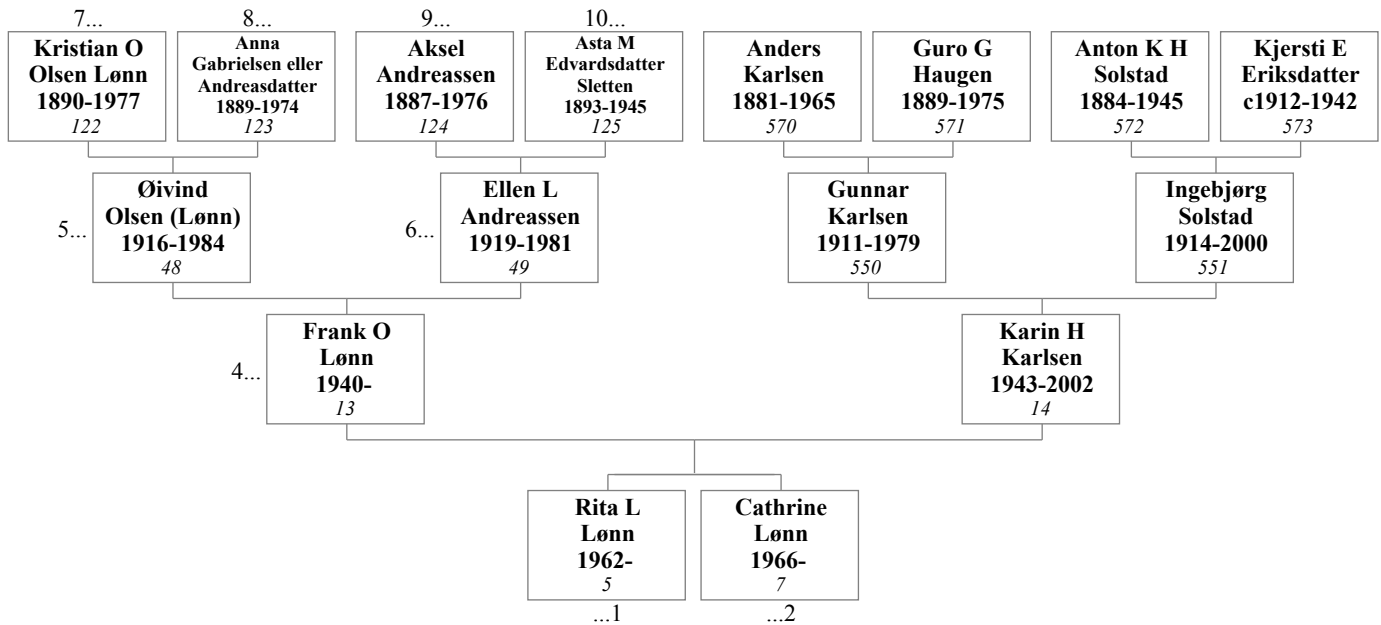 7...
8...
9...
10...
Kristian O
Olsen Lønn
1890-1977
122
Anna
Gabrielsen eller
Andreasdatter
1889-1974
123
Aksel
Andreassen
1887-1976
124
Asta M
Edvardsdatter
Sletten
1893-1945
125
Anders
Karlsen
1881-1965
570
Guro G
Haugen
1889-1975
571
Anton K H
Solstad
1884-1945
572
Kjersti E
Eriksdatter
c1912-1942
573
5...
Øivind
Olsen (Lønn)
1916-1984
48
6...
Ellen L
Andreassen
1919-1981
49
Gunnar
Karlsen
1911-1979
550
Ingebjørg
Solstad
1914-2000
551
4...
Frank O
Lønn
1940-
13
Karin H
Karlsen
1943-2002
14
Rita L
Lønn
1962-
5
Cathrine
Lønn
1966-
7
...1
...2